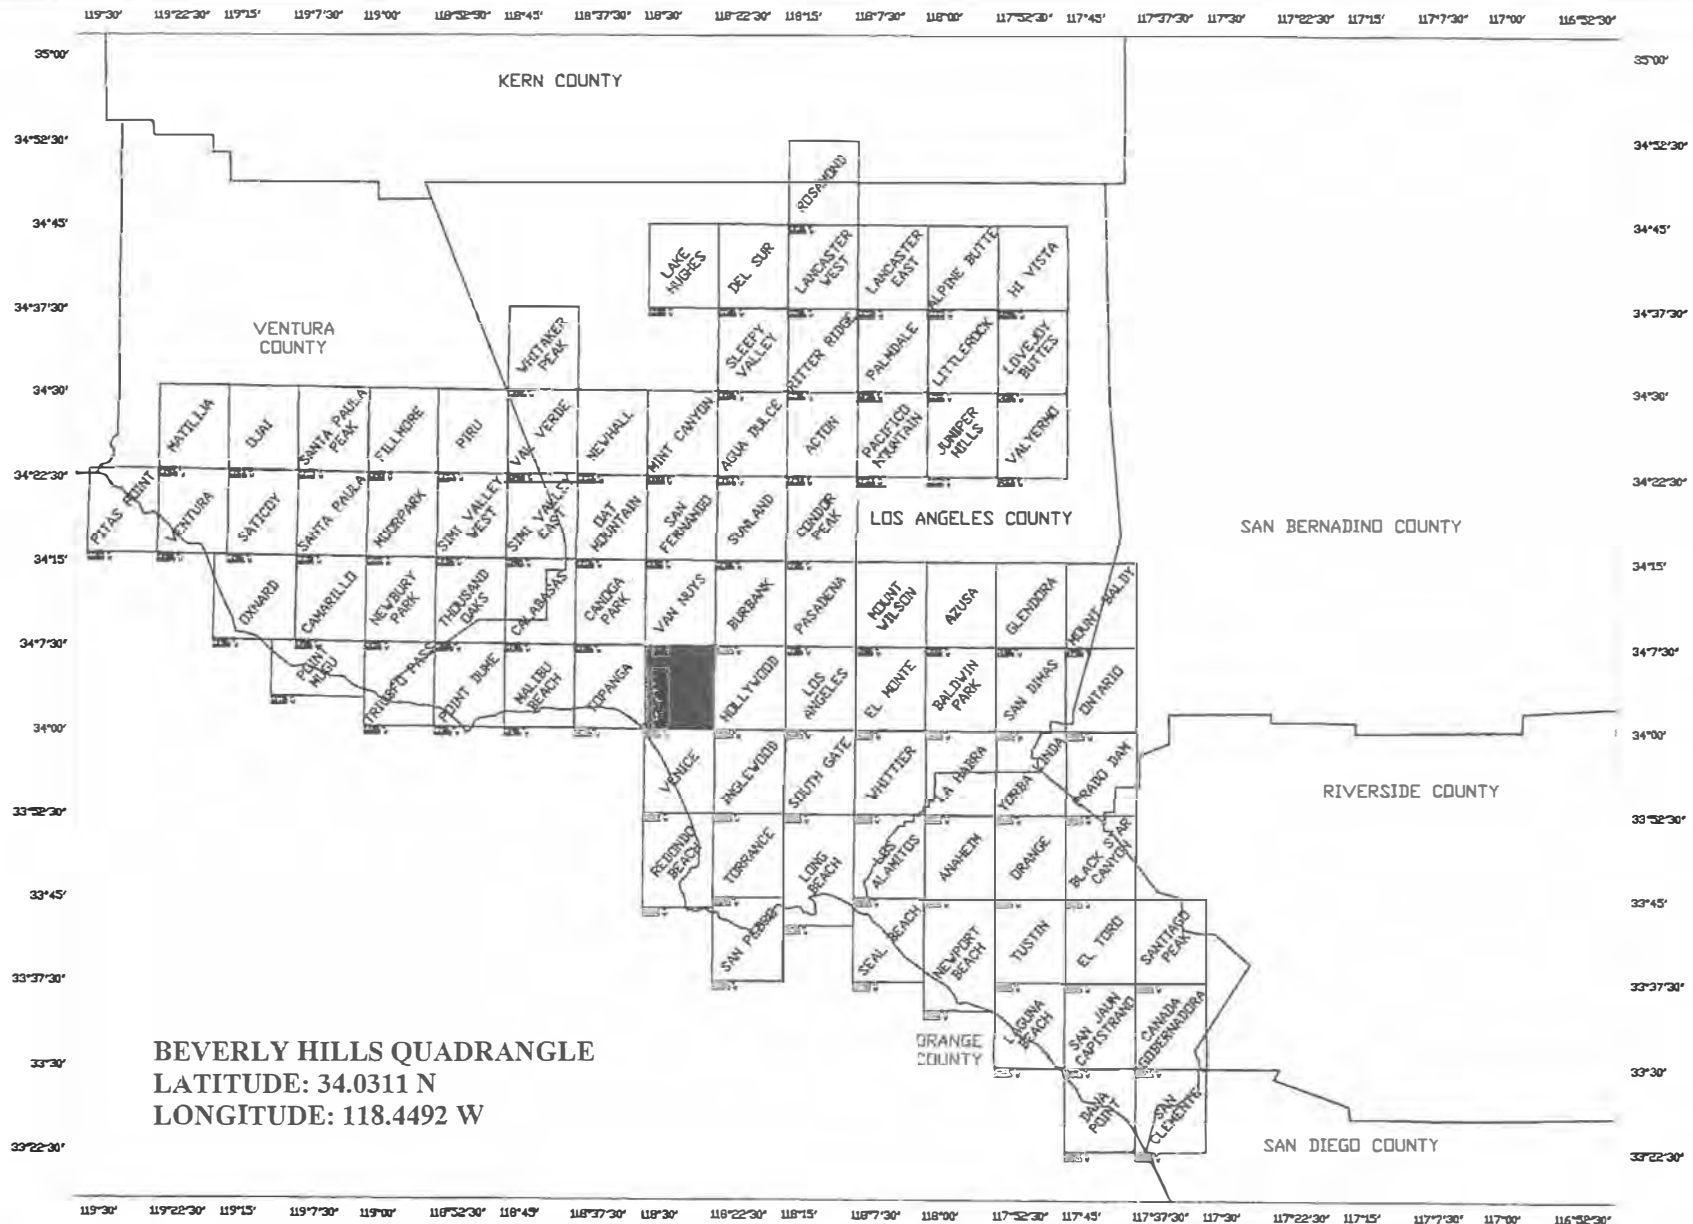 119°30' 119°22'30" 119°15' 119°7'30" 119°00' 118°52'30" 118°45' 118°37'30" 118°30' 118°22'30" 118°15' 118°7'30" 118°00' 117°52'30" 117°45' 117°37'30" 117°30' 117°22'30" 117°15' 117°7'30" 117°00' 116°52'30"
35°00' 35°00'
KERN COUNTY
34°52'30" 34°52'30"
ROSAMOND
34°45' 34°45'
LAKE
HUGHES
DEL SUR
LANCASTER
WEST
LANCASTER
EAST
ALPINE BUTTE
HI VISTA
34°37'30" 34°37'30"
VENTURA
COUNTY
WHITAKER
PEAK
SLEEPY
VALLEY
RITTER RIDGE
PALMDALE
LITTLEROCK
LOVEJOY
BUTTES
34°30' 34°30'
MATILIJA
OJAI
SANTA PAULA
PEAK
FILLMORE
PIRU
VAL VERDE
NEWHALL
MINT CANYON
AGUA DULCE
ACTON
PACIFICO
MOUNTAIN
JUNIPER
HILLS
VALYERMO
34°22'30" 34°22'30"
PITAS POINT
VENTURA
SATICOY
SANTA PAULA
MOORPARK
SIMI VALLEY
WEST
SIMI VALLEY
EAST
OAT
MOUNTAIN
SAN
FERNANDO
SUNLAND
CONDOR
PEAK
LOS ANGELES COUNTY
SAN BERNADINO COUNTY
34°15' 34°15'
OXNARD
CAMARILLO
NEWBURY
PARK
THOUSAND
OAKS
CALABASAS
CANOGA
PARK
VAN NUYS
BURBANK
PASADENA
MOUNT
WILSON
AZUSA
GLENDORA
MOUNT BALDY
34°7'30" 34°7'30"
POINT
MUGU
TRIUNFO PASS
POINT DUME
MALIBU
BEACH
TOPANGA
HOLLYWOOD
LOS
ANGELES
EL MONTE
BALDWIN
PARK
SAN DIMAS
ONTARIO
34°00' 34°00'
VENICE
INGLEWOOD
SOUTH GATE
WHITTIER
LA HABRA
YORBA LINDA
PRADO DAM
RIVERSIDE COUNTY
33°52'30" 33°52'30"
REDONDO
BEACH
TORRANCE
LONG
BEACH
LOS
ALAMITOS
ANAHEIM
ORANGE
BLACK STAR
CANYON
33°45' 33°45'
SAN PEDRO
SEAL BEACH
NEWPORT
BEACH
TUSTIN
EL TORO
SANTIAGO
PEAK
33°37'30" 33°37'30"
ORANGE
COUNTY
LAGUNA
BEACH
SAN JAUN
CAPISTRANO
CANADA
GOBERNADORA
33°30' 33°30'
BEVERLY HILLS QUADRANGLE
LATITUDE: 34.0311 N
LONGITUDE: 118.4492 W
DANA
POINT
SAN
CLEMENTE
SAN DIEGO COUNTY
33°22'30" 33°22'30"
119°30' 119°22'30" 119°15' 119°7'30" 119°00' 118°52'30" 118°45' 118°37'30" 118°30' 118°22'30" 118°15' 118°7'30" 118°00' 117°52'30" 117°45' 117°37'30" 117°30' 117°22'30" 117°15' 117°7'30" 117°00' 116°52'30"